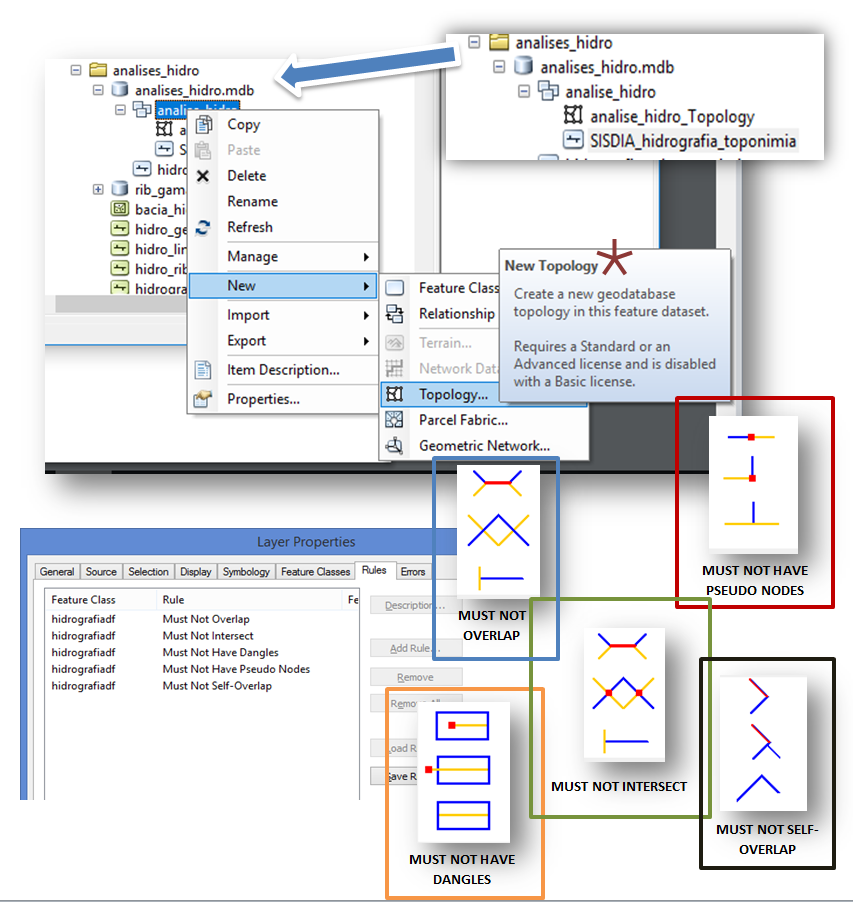 analises_hidro
analises_hidro.mdb
analise_hidro
analise_hidro_Topology
SISDIA_hidrografia_toponimia
analises_hidro
analises_hidro.mdb
analise_hidro
a
S
hidro
rib_gam
bacia_hi
hidro_ge
hidro_lin
hidro_rib
hidrogra
Copy
Paste
Delete
Rename
Refresh
Manage
New
Import
Export
Item Description...
Properties...
Feature Class
Relationship
Terrain...
Network Data
Topology...
Parcel Fabric...
Geometric Network...
New Topology
Create a new geodatabase
topology in this feature dataset.
Requires a Standard or an
Advanced license and is disabled
with a Basic license.
MUST NOT HAVE
PSEUDO NODES
MUST NOT
OVERLAP
Layer Properties
General Source Selection Display Symbology Feature Classes Rules Errors
Feature Class Rule Fe
hidrografiadf Must Not Overlap
hidrografiadf Must Not Intersect
hidrografiadf Must Not Have Dangles
hidrografiadf Must Not Have Pseudo Nodes
hidrografiadf Must Not Self-Overlap
Description...
Add Rule...
Remove
Remove All
Load R
Save R
MUST NOT INTERSECT
MUST NOT SELF-
OVERLAP
MUST NOT HAVE
DANGLES